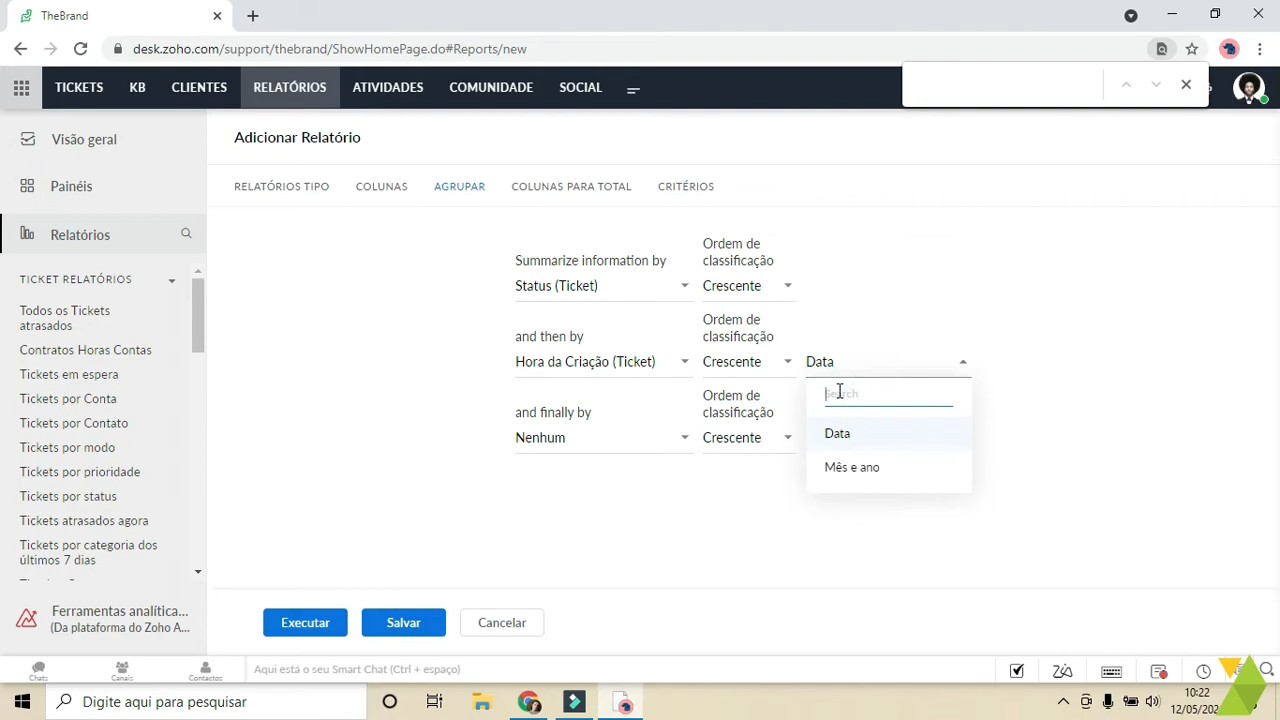 TheBrand
desk.zoho.com/support/thebrand/ShowHomePage.do#Reports/new
TICKETS KB CLIENTES RELATÓRIOS ATIVIDADES COMUNIDADE SOCIAL
Visão geral
Painéis
Relatórios
TICKET RELATÓRIOS
Todos os Tickets
atrasados
Contratos Horas Contas
Tickets em espera
Tickets por Conta
Tickets por Contato
Tickets por modo
Tickets por prioridade
Tickets por status
Tickets atrasados agora
Tickets por categoria dos
últimos 7 dias
Ferramentas analítica...
(Da plataforma do Zoho A...
Adicionar Relatório
RELATÓRIOS TIPO COLUNAS AGRUPAR COLUNAS PARA TOTAL CRITÉRIOS
Summarize information by
Status (Ticket)
Ordem de
classificação
Crescente
and then by
Hora da Criação (Ticket)
Ordem de
classificação
Crescente
Data
Search
Data
Mês e ano
and finally by
Nenhum
Ordem de
classificação
Crescente
Executar Salvar Cancelar
Chats Canais Contactos
Aqui está o seu Smart Chat (Ctrl + espaço)
Digite aqui para pesquisar
10:22
12/05/202